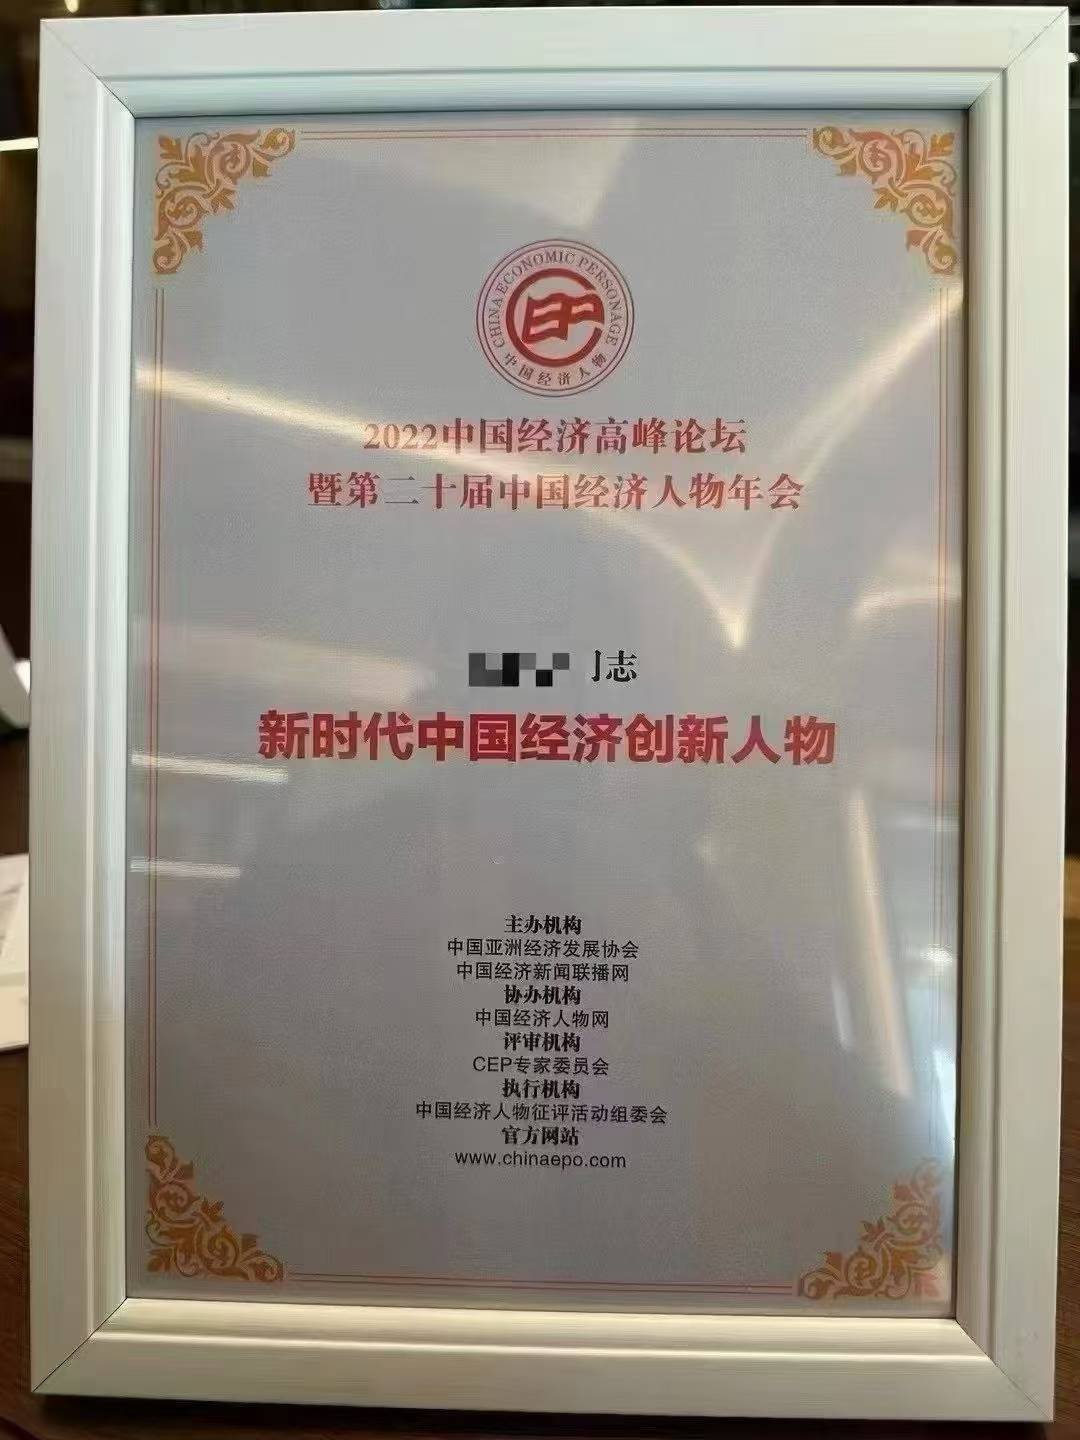 CHINA ECONOMIC PERSONAGE
中国经济人物
2022中国经济高峰论坛
暨第二十届中国经济人物年会
志
新时代中国经济创新人物
主办机构
中国亚洲经济发展协会
中国经济新闻联播网
协办机构
中国经济人物网
评审机构
CEP专家委员会
执行机构
中国经济人物征评活动组委会
官方网站
www.chinaepo.com